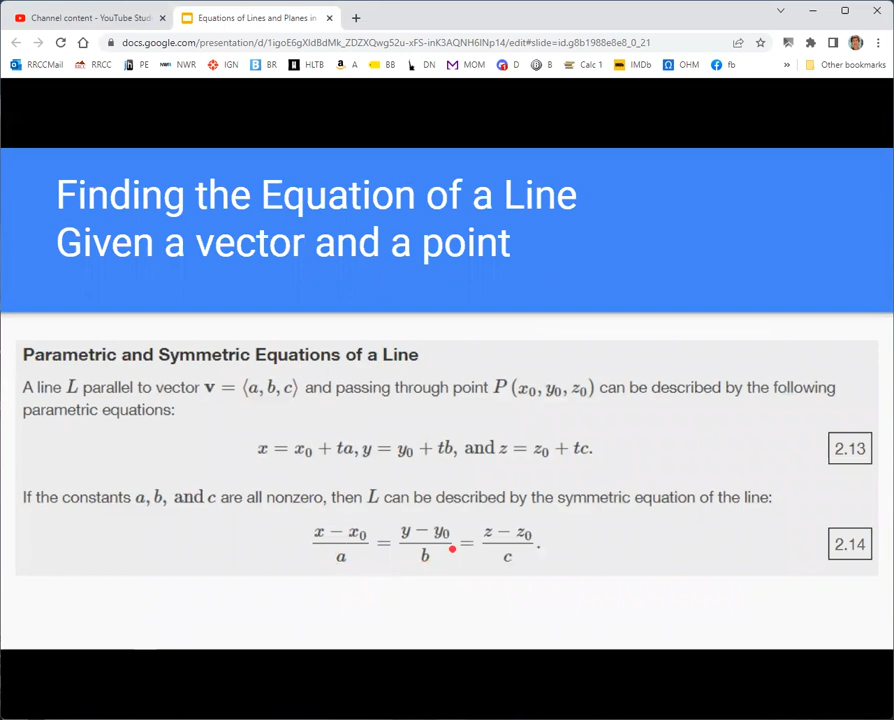 Channel content - YouTube Stud
Equations of Lines and Planes in
docs.google.com/presentation/d/1igoE6gXldBdMk_ZDZXQwg52u-xFS-inK3AQNH6lNp14/edit#slide=id.g8b1988e8e8_0_21
RRCCMail RRCC PE NWR IGN BR HLTB A BB DN MOM D B Calc 1 IMDb OHM fb » Other bookmarks
Finding the Equation of a Line
Given a vector and a point
Parametric and Symmetric Equations of a Line
A line L parallel to vector v = ⟨a, b, c⟩ and passing through point P (x₀, y₀, z₀) can be described by the following
parametric equations:
x = x₀ + ta, y = y₀ + tb, and z = z₀ + tc. 2.13
If the constants a, b, and c are all nonzero, then L can be described by the symmetric equation of the line:
(x − x₀)/a = (y − y₀)/b = (z − z₀)/c. 2.14